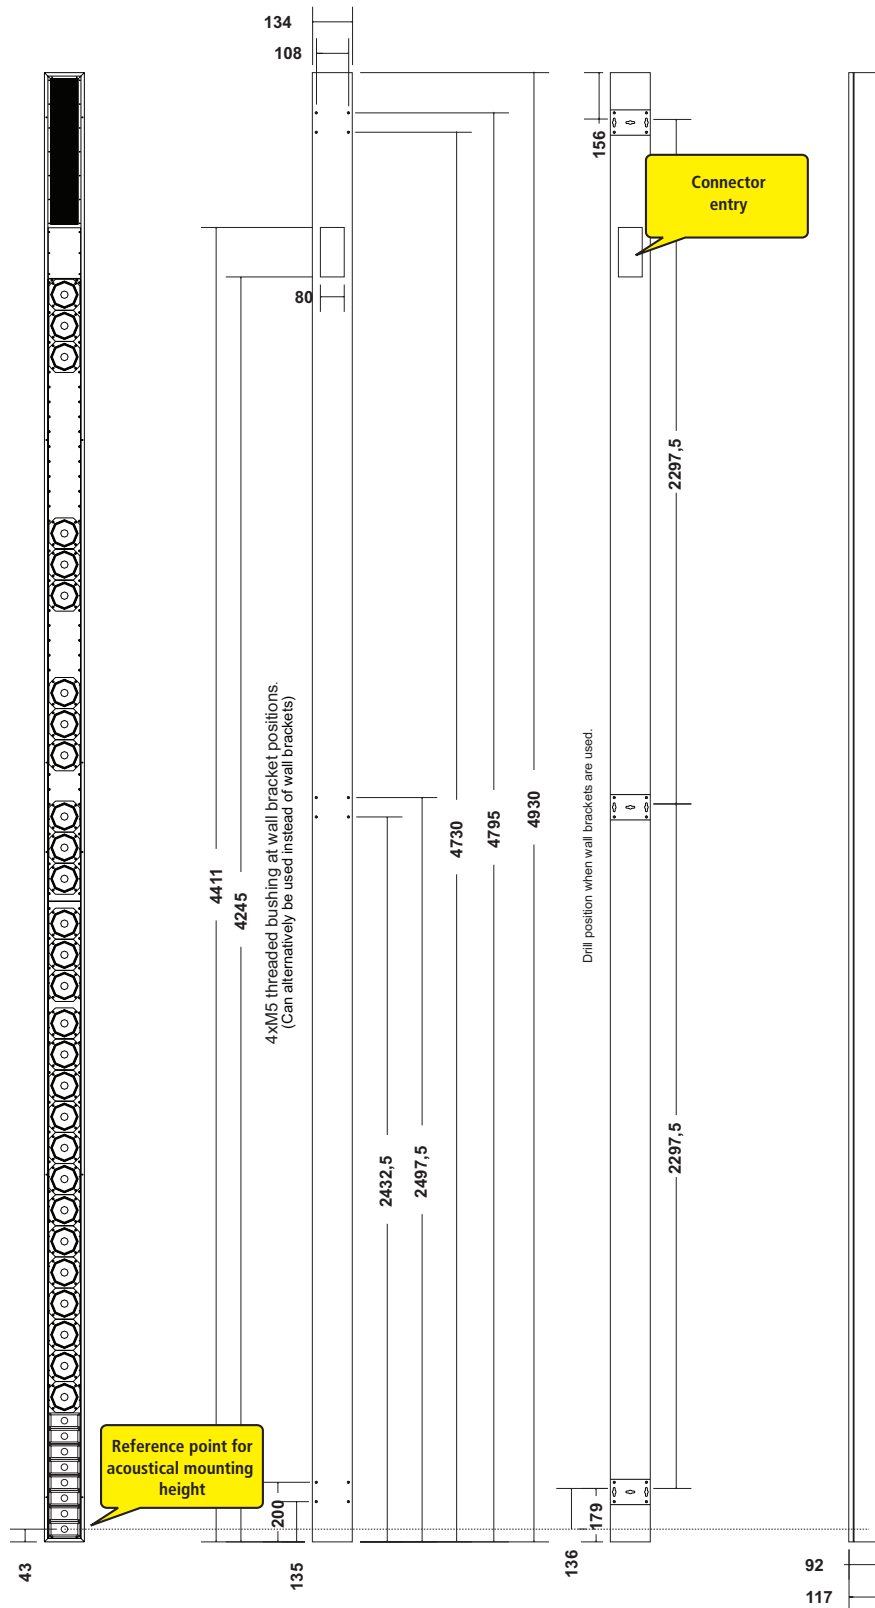 134
108
156
Connector
entry
80
2297,5
4xM5 threaded bushing at wall bracket positions.
(Can alternatively be used instead of wall brackets)
Drill position when wall brackets are used.
4411
4245
4730
4795
4930
2432,5
2497,5
2297,5
Reference point for
acoustical mounting
height
200
179
43
135
136
92
117